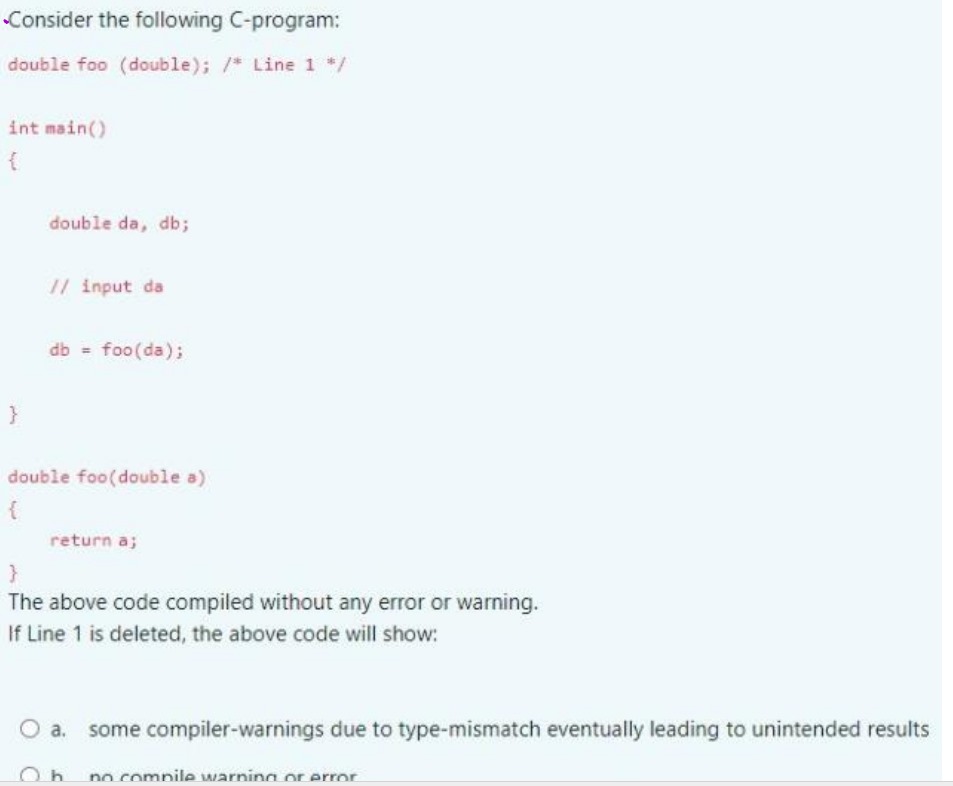 Consider the following C-program:
double foo (double); /* Line 1 */
int main()
{
double da, db;
// input da
db = foo(da);
}
double foo(double a)
{
return a;
}
The above code compiled without any error or warning.
If Line 1 is deleted, the above code will show:
a. some compiler-warnings due to type-mismatch eventually leading to unintended results
b. no compile warning or error